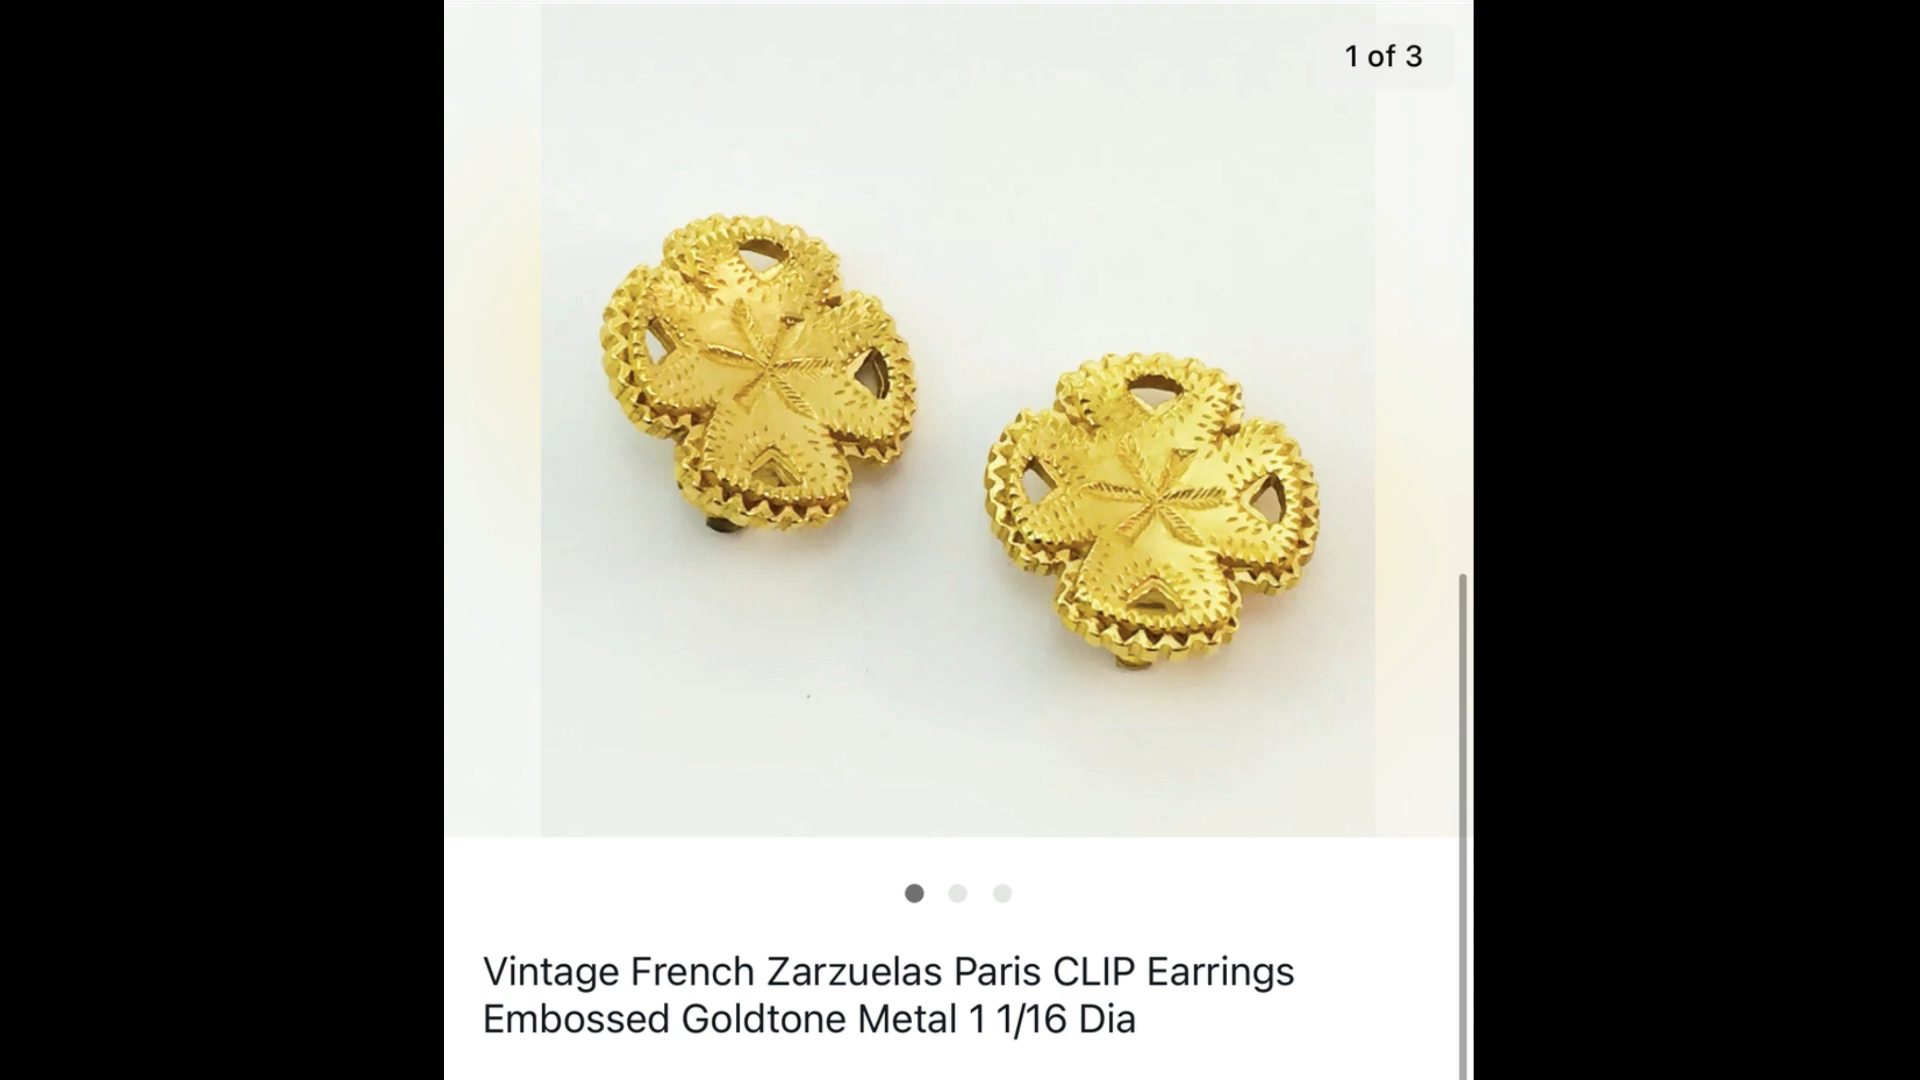 1 of 3
Vintage French Zarzuelas Paris CLIP Earrings
Embossed Goldtone Metal 1 1/16 Dia